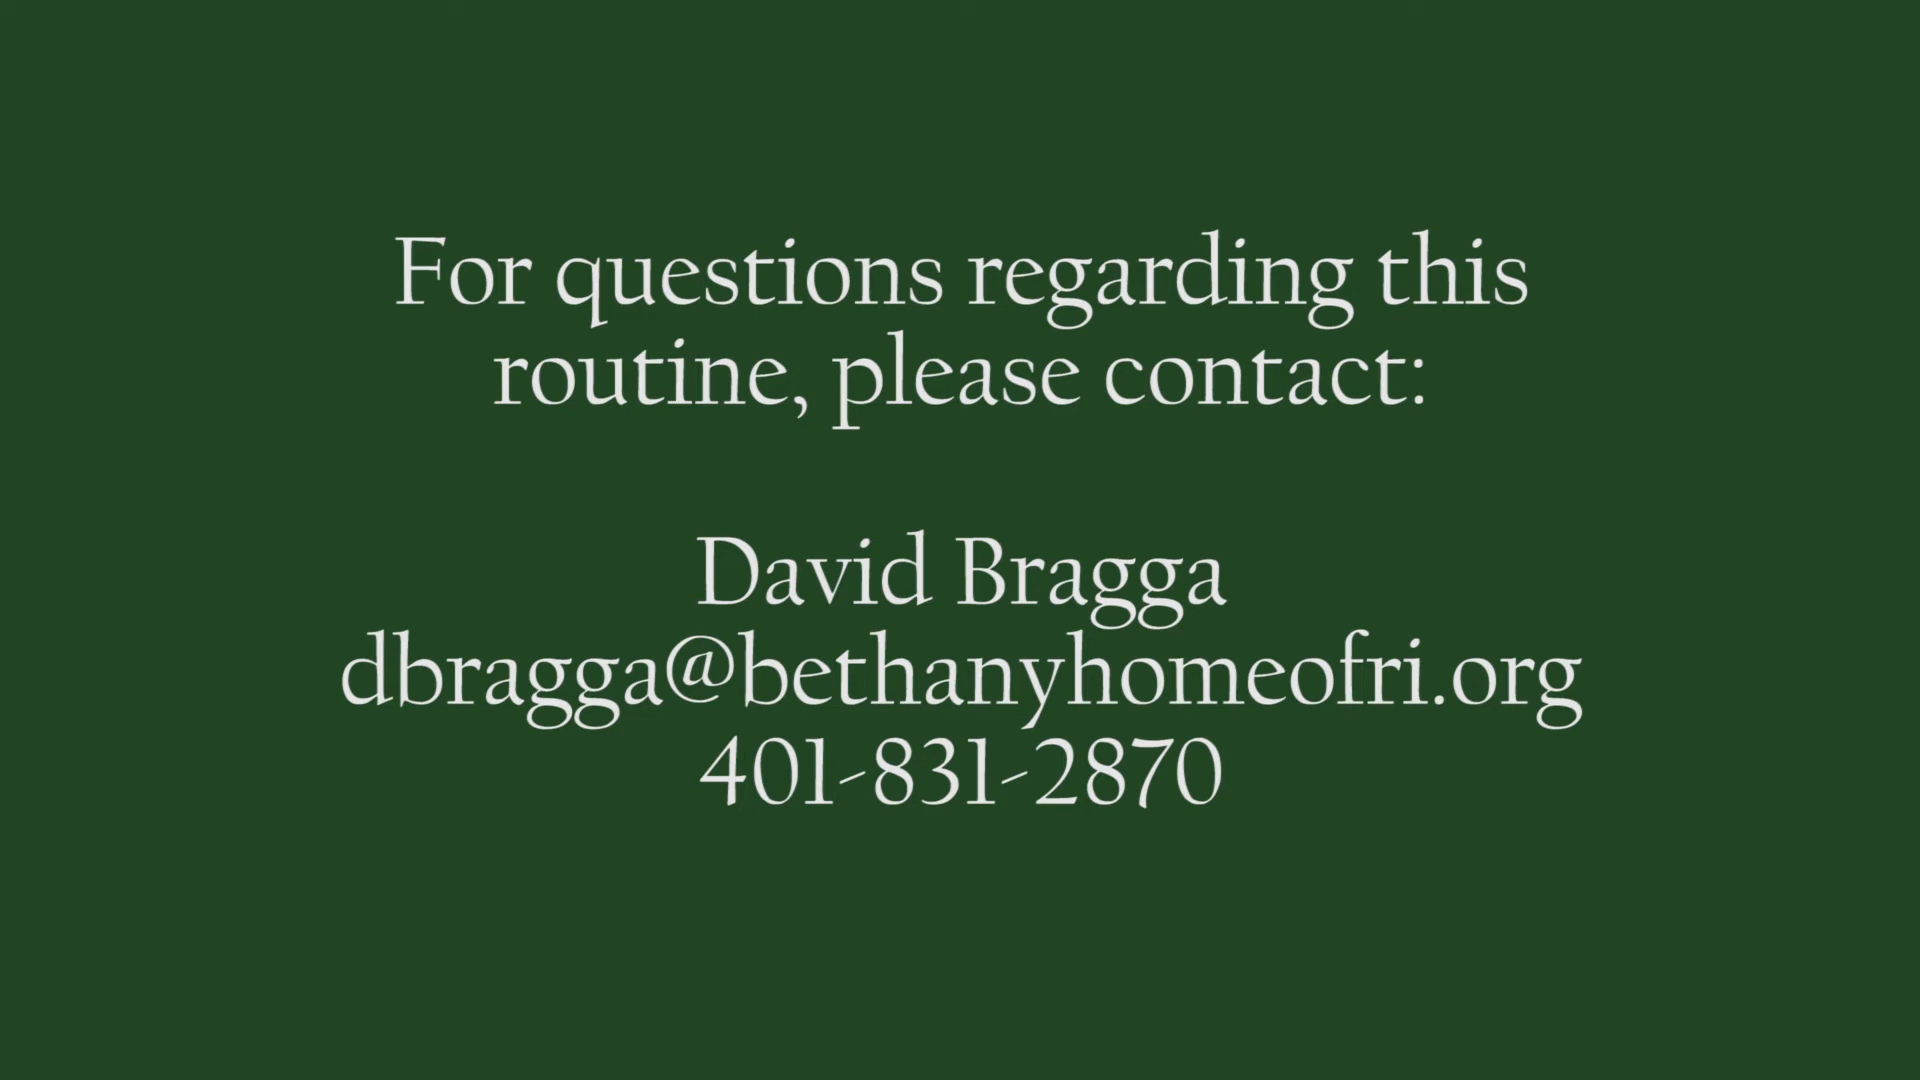 For questions regarding this
routine, please contact:
David Bragga
dbragga@bethanyhomeofri.org
401-831-2870